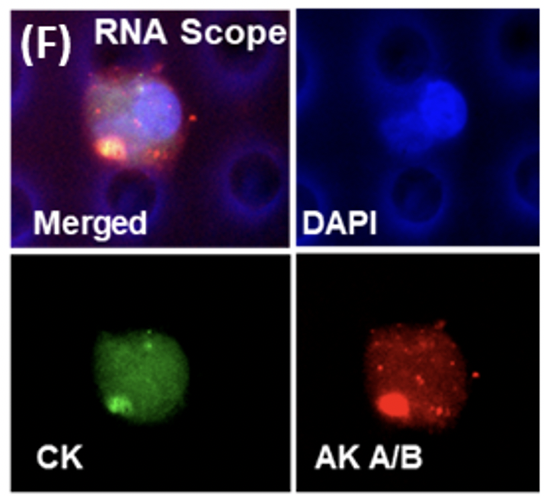 (F) RNA Scope
Merged
DAPI
CK
AK A/B